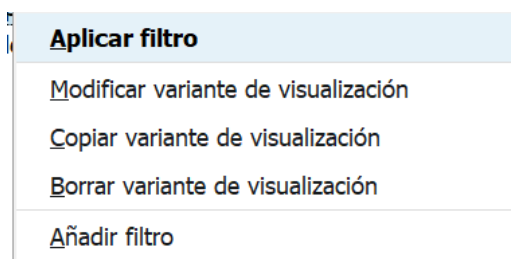 Aplicar filtro
Modificar variante de visualización
Copiar variante de visualización
Borrar variante de visualización
Añadir filtro